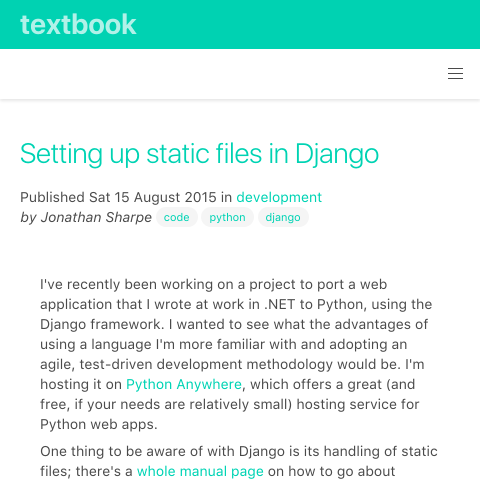 textbook
Setting up static files in Django
Published Sat 15 August 2015 in development
by Jonathan Sharpe code python django
I've recently been working on a project to port a web
application that I wrote at work in .NET to Python, using the
Django framework. I wanted to see what the advantages of
using a language I'm more familiar with and adopting an
agile, test-driven development methodology would be. I'm
hosting it on Python Anywhere, which offers a great (and
free, if your needs are relatively small) hosting service for
Python web apps.
One thing to be aware of with Django is its handling of static
files; there's a whole manual page on how to go about